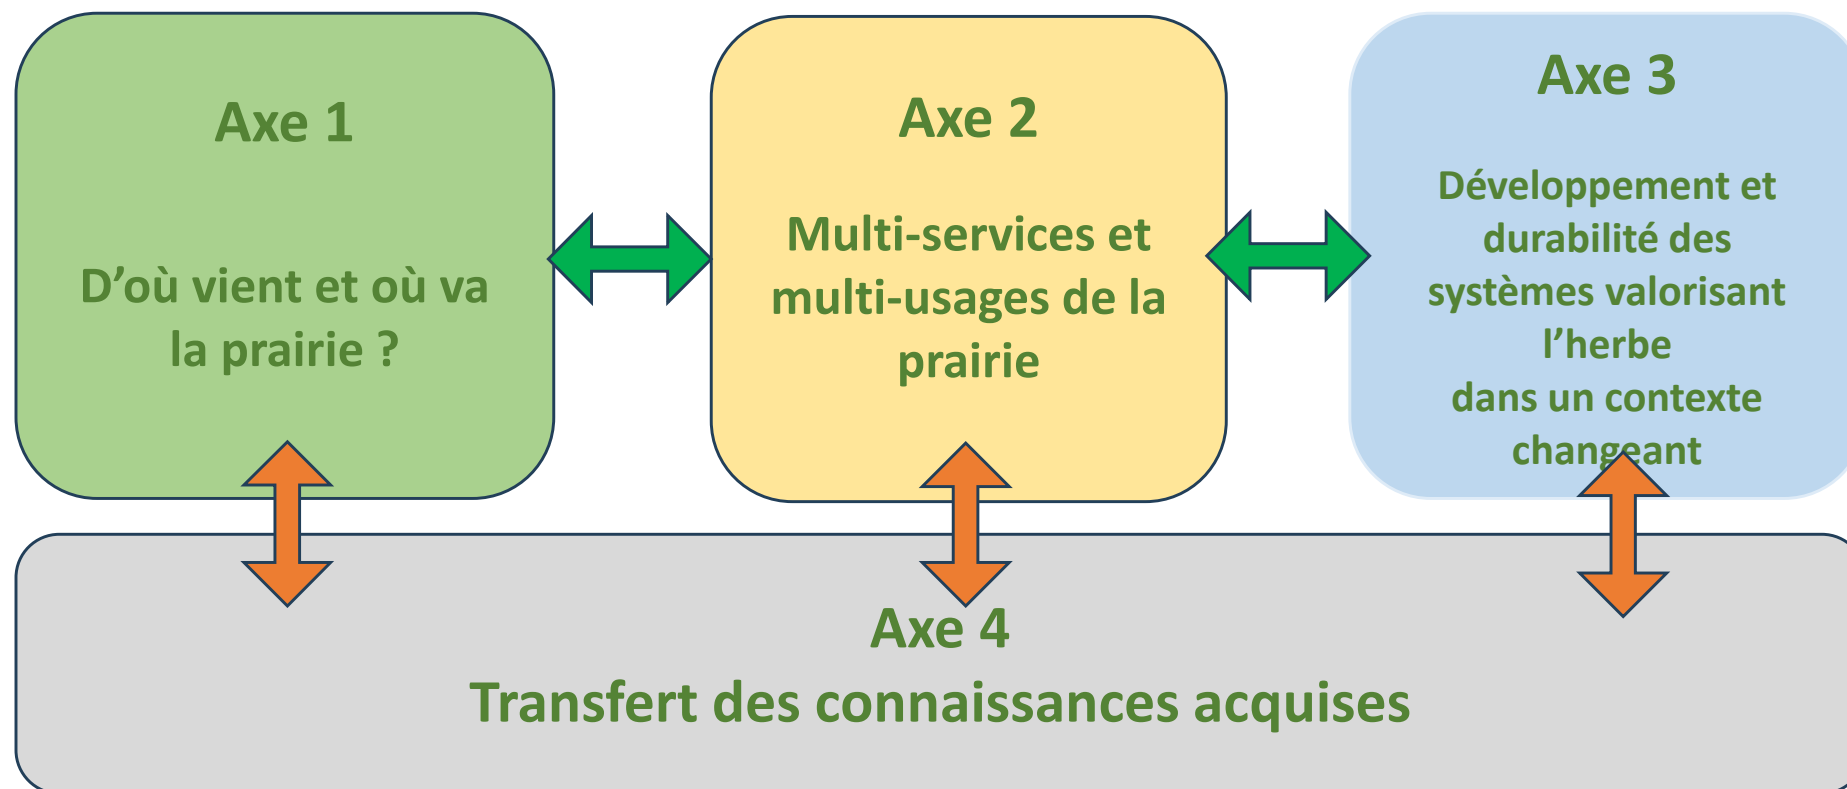 Axe 1
D’où vient et où va
la prairie ?
Axe 2
Multi-services et
multi-usages de la
prairie
Axe 3
Développement et
durabilité des
systèmes valorisant
l’herbe
dans un contexte
changeant
Axe 4
Transfert des connaissances acquises